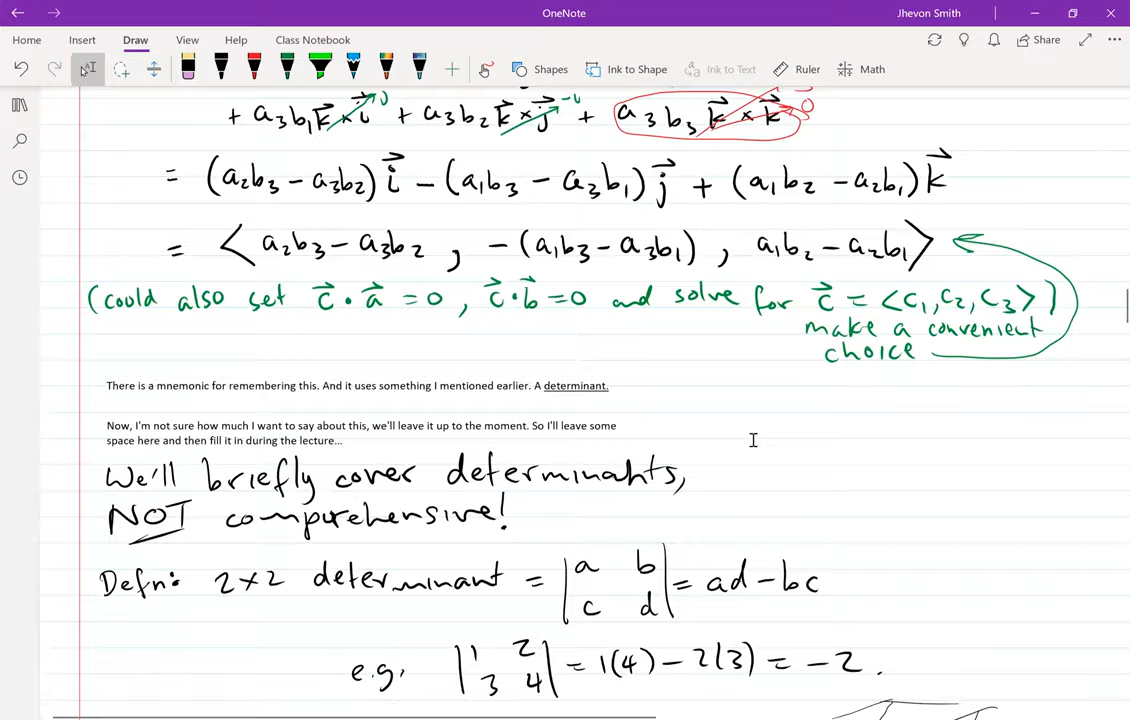 OneNote
Jhevon Smith
Home Insert Draw View Help Class Notebook
Share
Shapes Ink to Shape Ink to Text Ruler Math
+ a₃b₁ k⃗ × i⃗ + a₃b₂ k⃗ × j⃗ + a₃b₃ k⃗ × k⃗ 0
= (a₂b₃ − a₃b₂) i⃗ − (a₁b₃ − a₃b₁) j⃗ + (a₁b₂ − a₂b₁) k⃗
= < a₂b₃ − a₃b₂ , −(a₁b₃ − a₃b₁) , a₁b₂ − a₂b₁ >
(could also set c⃗ · a⃗ = 0 , c⃗ · b⃗ = 0 and solve for c⃗ = <c₁, c₂, c₃> )
make a convenient
choice
There is a mnemonic for remembering this. And it uses something I mentioned earlier. A determinant.
Now, I'm not sure how much I want to say about this, we'll leave it up to the moment. So I'll leave some
space here and then fill it in during the lecture...
We'll briefly cover determinants,
NOT comprehensive!
Defn: 2×2 determinant = | a b | = ad − bc
c d
e.g. | 1 2 | = 1(4) − 2(3) = −2 .
3 4